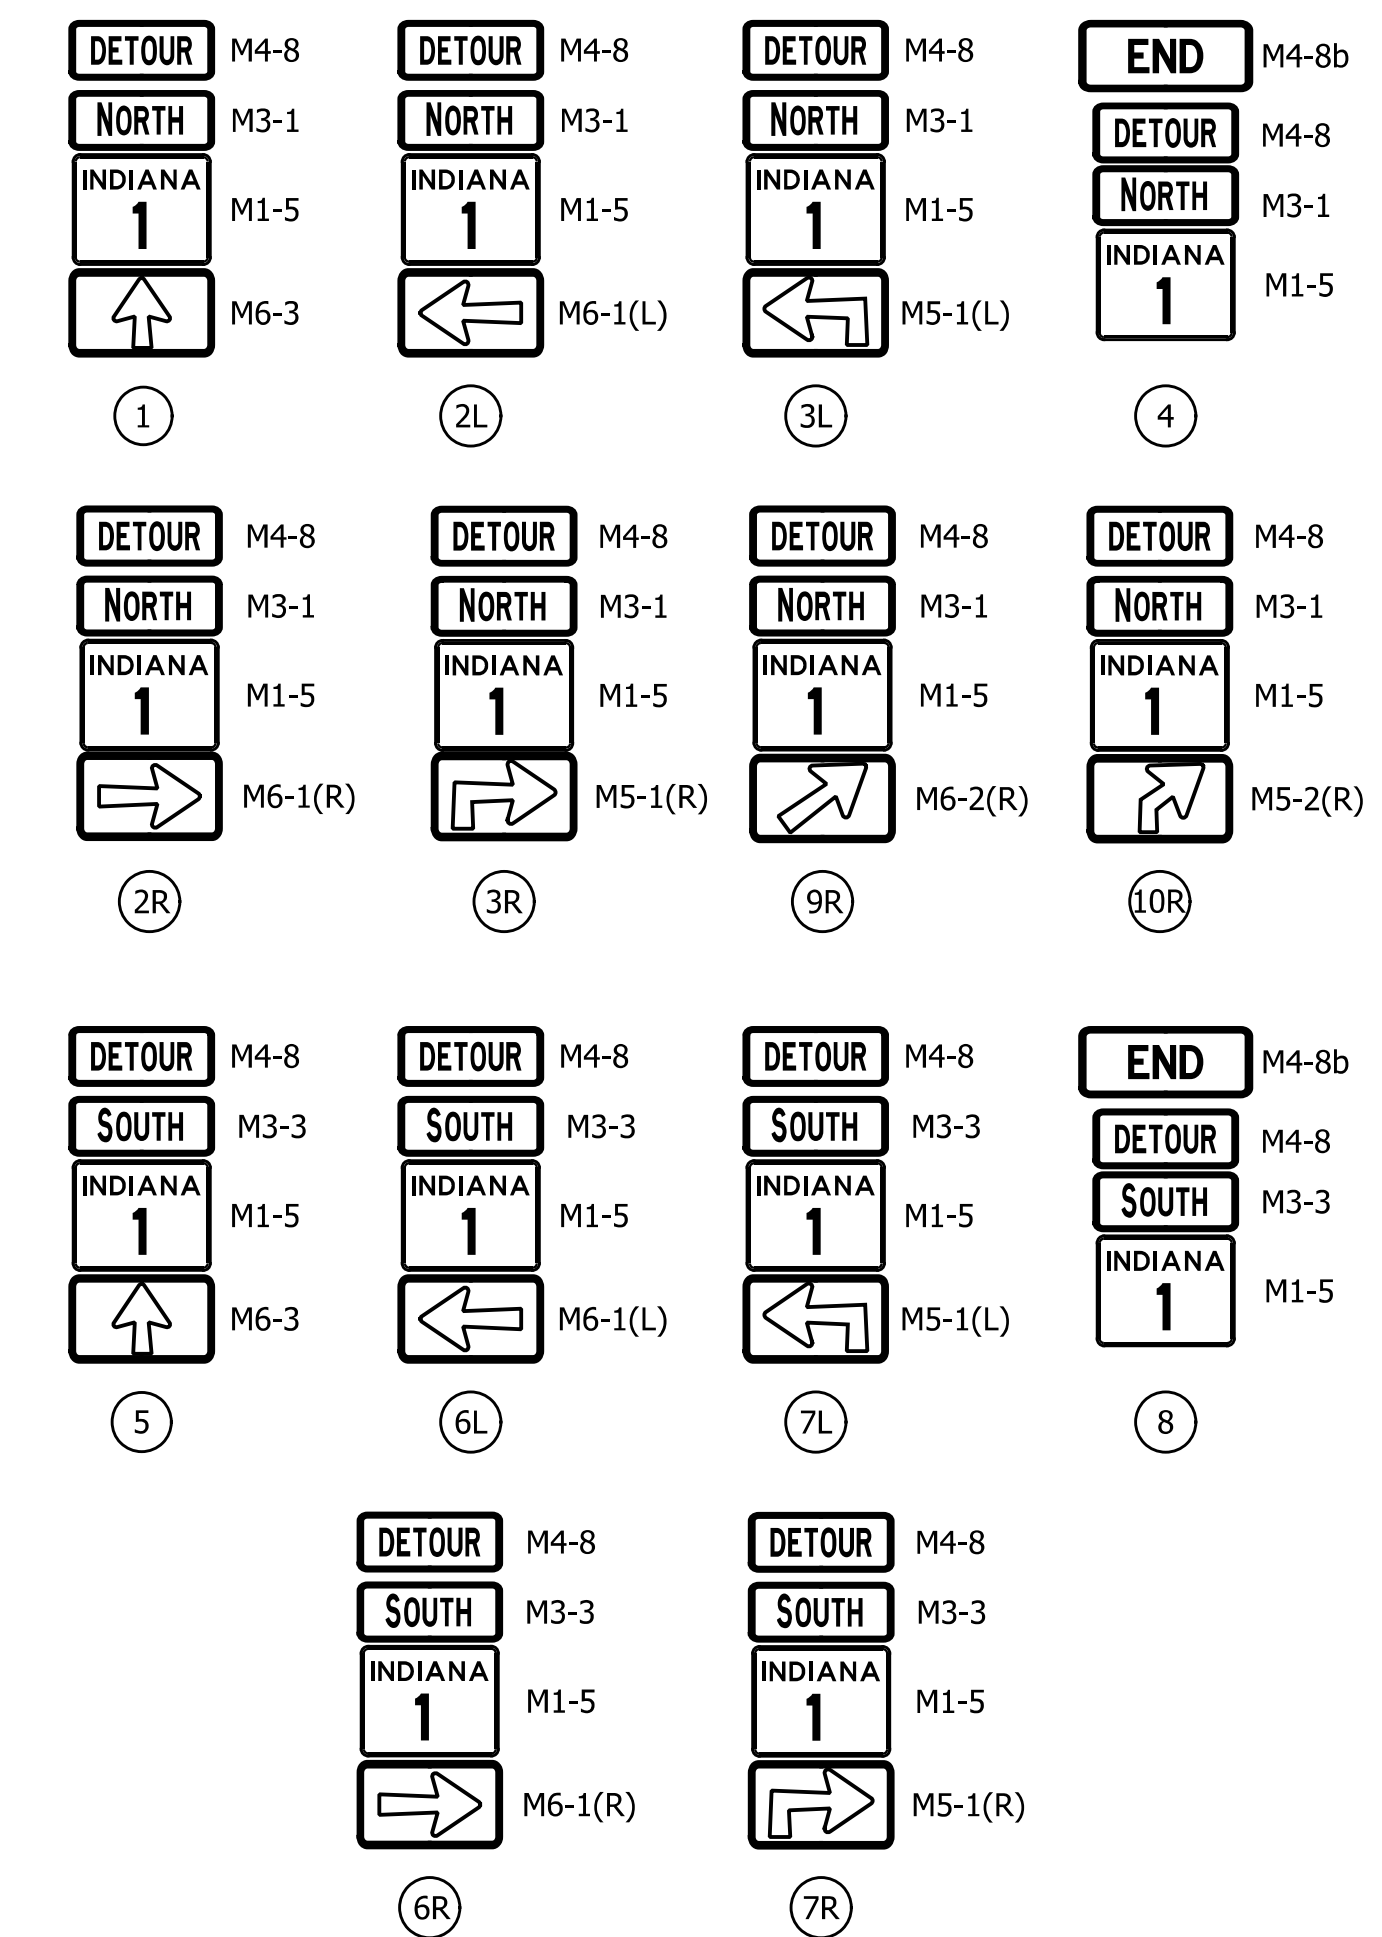 DETOUR M4-8
NORTH M3-1
INDIANA
1 M1-5
M6-3
1
DETOUR M4-8
NORTH M3-1
INDIANA
1 M1-5
M6-1(L)
2L
DETOUR M4-8
NORTH M3-1
INDIANA
1 M1-5
M5-1(L)
3L
END M4-8b
DETOUR M4-8
NORTH M3-1
INDIANA
1 M1-5
4
DETOUR M4-8
NORTH M3-1
INDIANA
1 M1-5
M6-1(R)
2R
DETOUR M4-8
NORTH M3-1
INDIANA
1 M1-5
M5-1(R)
3R
DETOUR M4-8
NORTH M3-1
INDIANA
1 M1-5
M6-2(R)
9R
DETOUR M4-8
NORTH M3-1
INDIANA
1 M1-5
M5-2(R)
10R
DETOUR M4-8
SOUTH M3-3
INDIANA
1 M1-5
M6-3
5
DETOUR M4-8
SOUTH M3-3
INDIANA
1 M1-5
M6-1(L)
6L
DETOUR M4-8
SOUTH M3-3
INDIANA
1 M1-5
M5-1(L)
7L
END M4-8b
DETOUR M4-8
SOUTH M3-3
INDIANA
1 M1-5
8
DETOUR M4-8
SOUTH M3-3
INDIANA
1 M1-5
M6-1(R)
6R
DETOUR M4-8
SOUTH M3-3
INDIANA
1 M1-5
M5-1(R)
7R